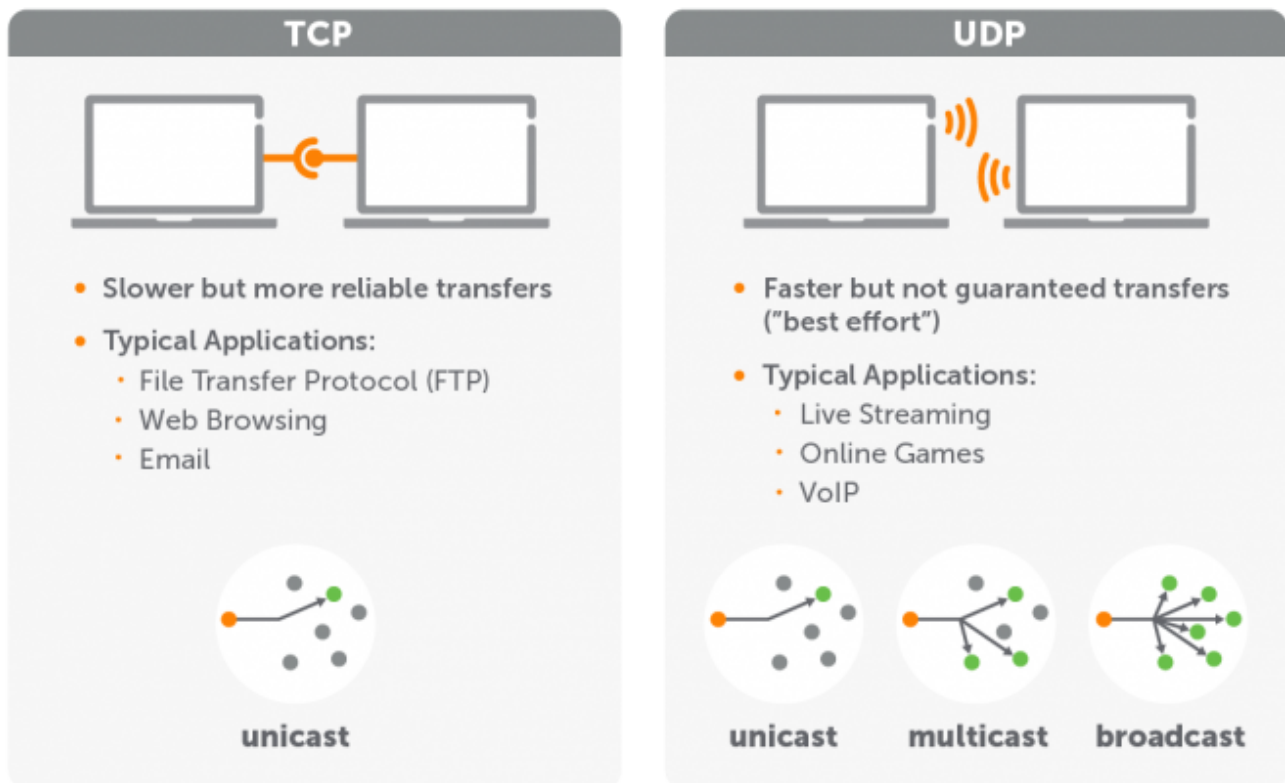 TCP
Slower but more reliable transfers
Typical Applications:
File Transfer Protocol (FTP)
Web Browsing
Email
unicast
UDP
Faster but not guaranteed transfers
("best effort")
Typical Applications:
Live Streaming
Online Games
VoIP
unicast
multicast
broadcast